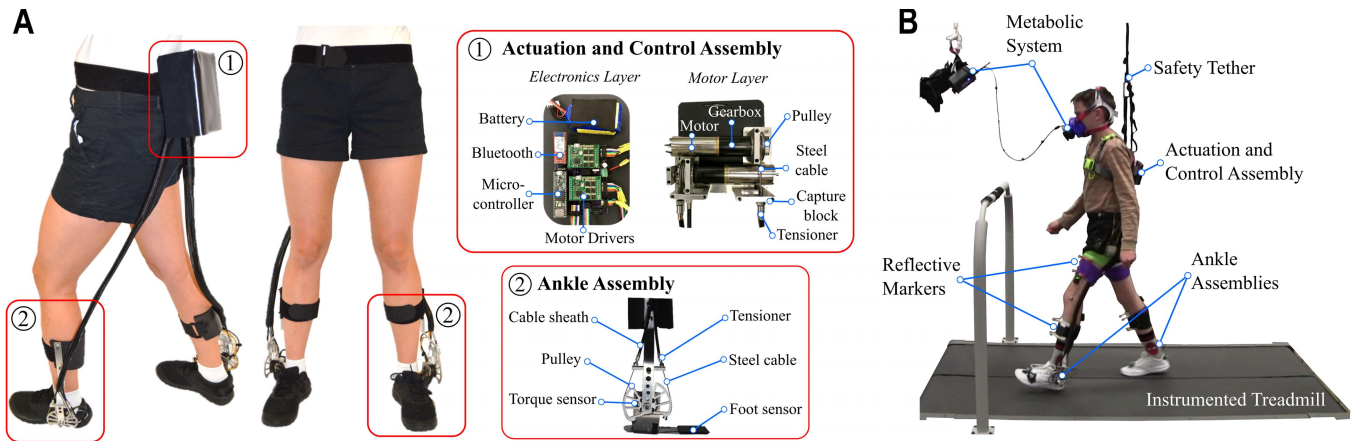 A
①
②
②
① Actuation and Control Assembly
Electronics Layer
Motor Layer
Battery
Bluetooth
Micro-
controller
Motor Drivers
Gearbox
Motor
Pulley
Steel
cable
Capture
block
Tensioner
② Ankle Assembly
Cable sheath
Pulley
Torque sensor
Tensioner
Steel cable
Foot sensor
B
Metabolic
System
Safety Tether
Actuation and
Control Assembly
Reflective
Markers
Ankle
Assemblies
Instrumented Treadmill